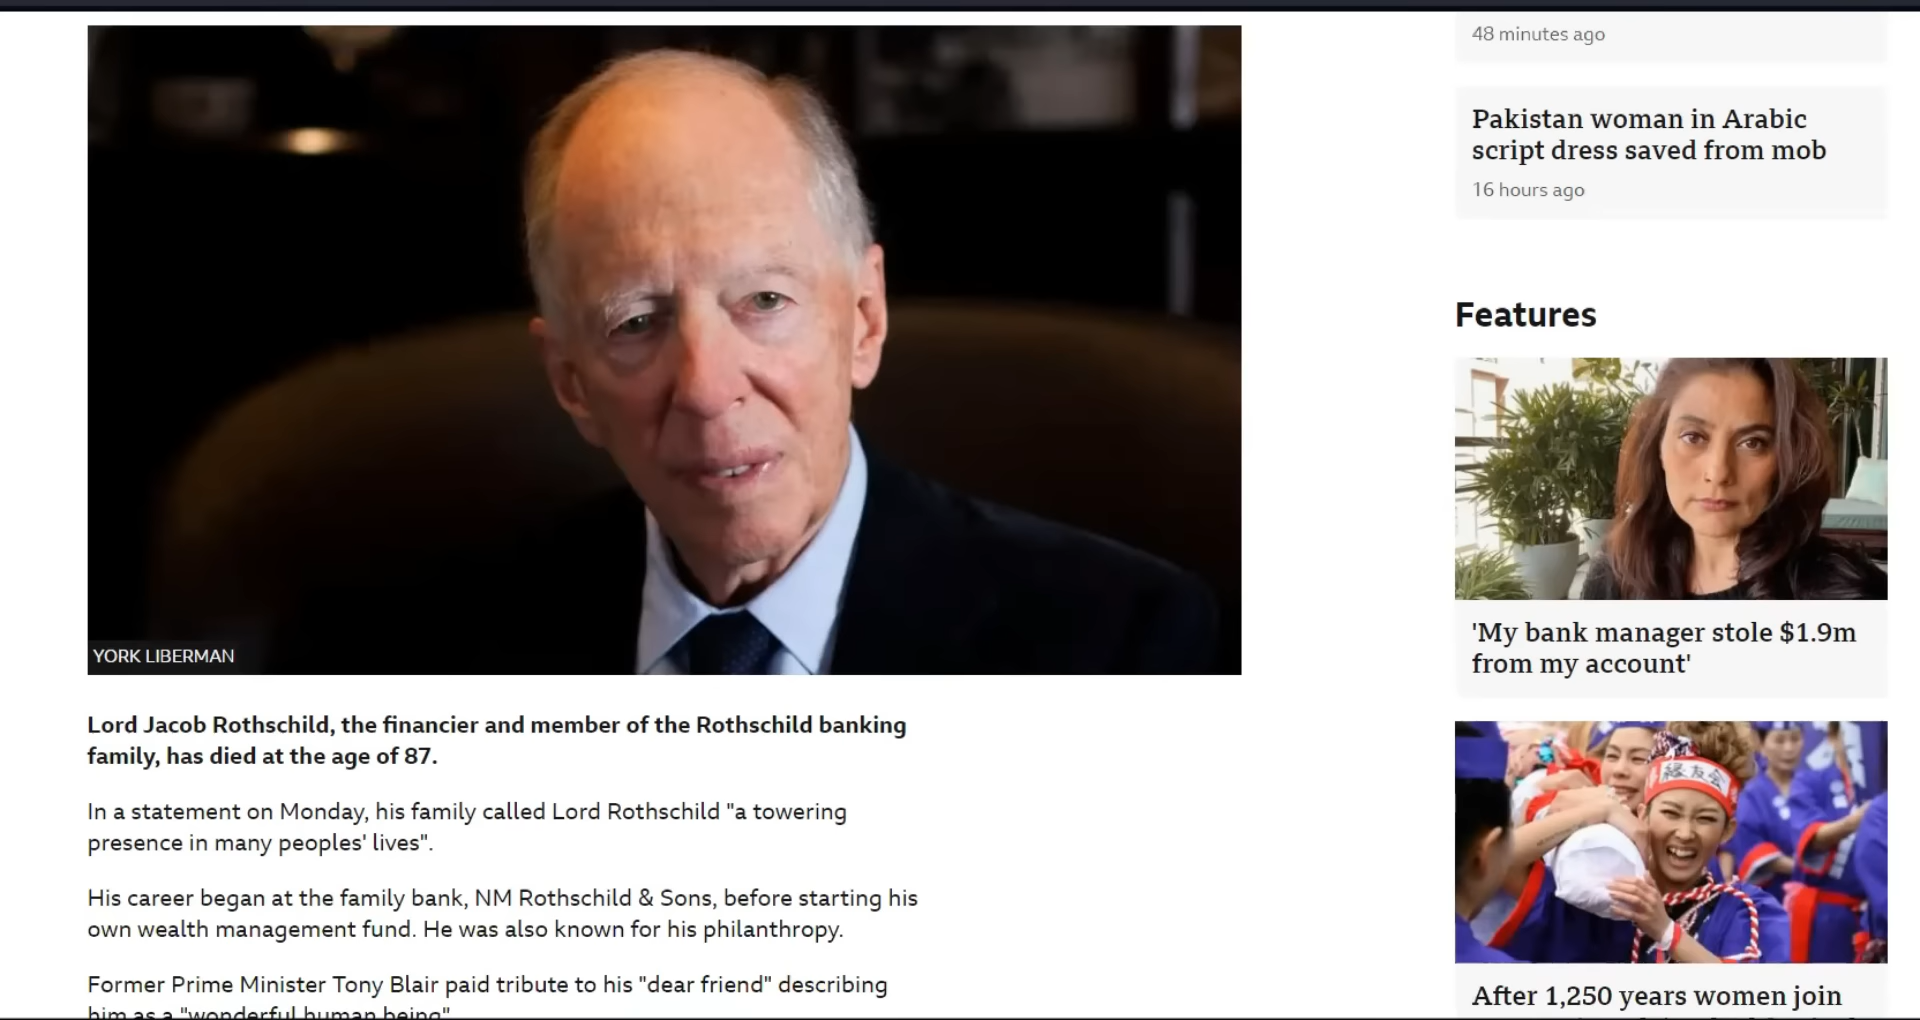 48 minutes ago
Pakistan woman in Arabic
script dress saved from mob
16 hours ago
Features
'My bank manager stole $1.9m
from my account'
縁友会
After 1,250 years women join
YORK LIBERMAN
Lord Jacob Rothschild, the financier and member of the Rothschild banking
family, has died at the age of 87.
In a statement on Monday, his family called Lord Rothschild "a towering
presence in many peoples' lives".
His career began at the family bank, NM Rothschild & Sons, before starting his
own wealth management fund. He was also known for his philanthropy.
Former Prime Minister Tony Blair paid tribute to his "dear friend" describing
him as a "wonderful human being"